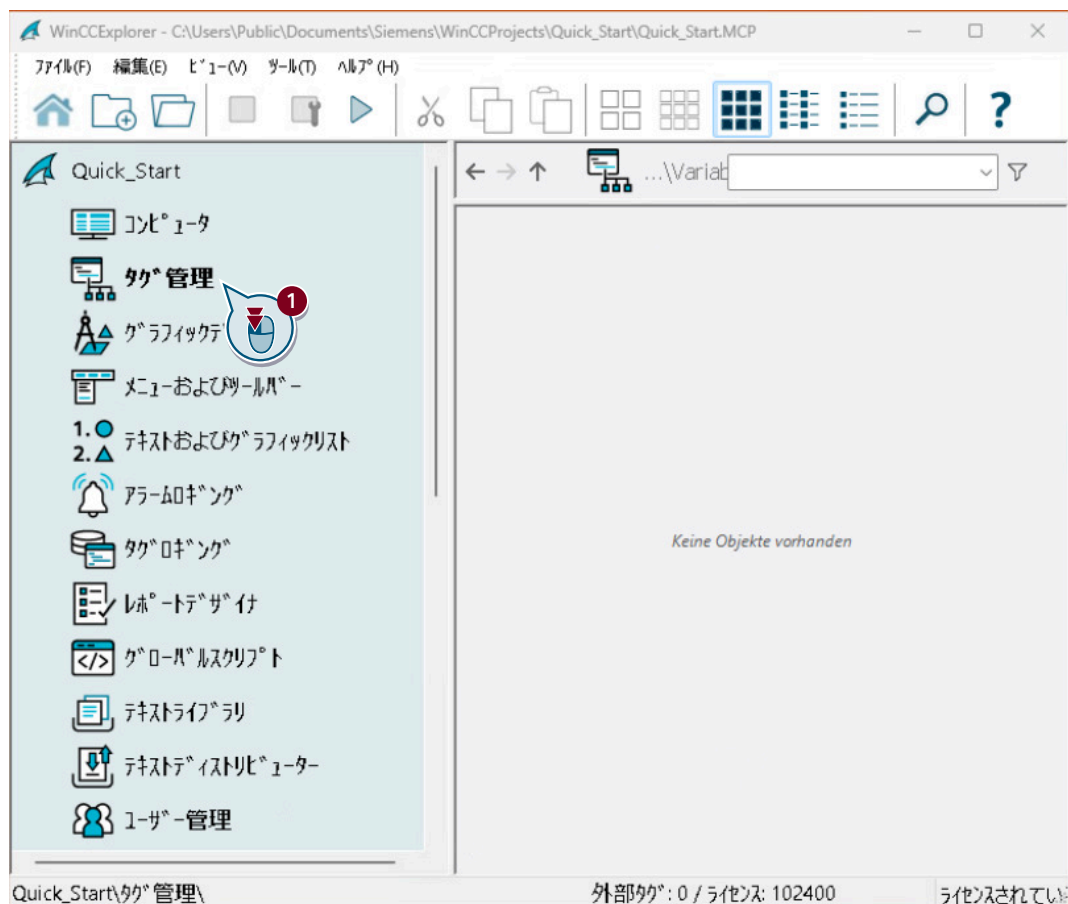 WinCCExplorer - C:\Users\Public\Documents\Siemens\WinCCProjects\Quick_Start\Quick_Start.MCP
ファイル(F) 編集(E) ビュー(V) ツール(T) ヘルプ(H)
Quick_Start
...\Variab
コンピュータ
タグ管理
1
グラフィックデ
メニューおよびツールバー
1.
2.
テキストおよびグラフィックリスト
アラームロギング
タグロギング
Keine Objekte vorhanden
レポートデザイナ
グローバルスクリプト
テキストライブラリ
テキストディストリビューター
ユーザー管理
Quick_Start\タグ管理\ 外部タグ: 0 / ライセンス: 102400 ライセンスされてい